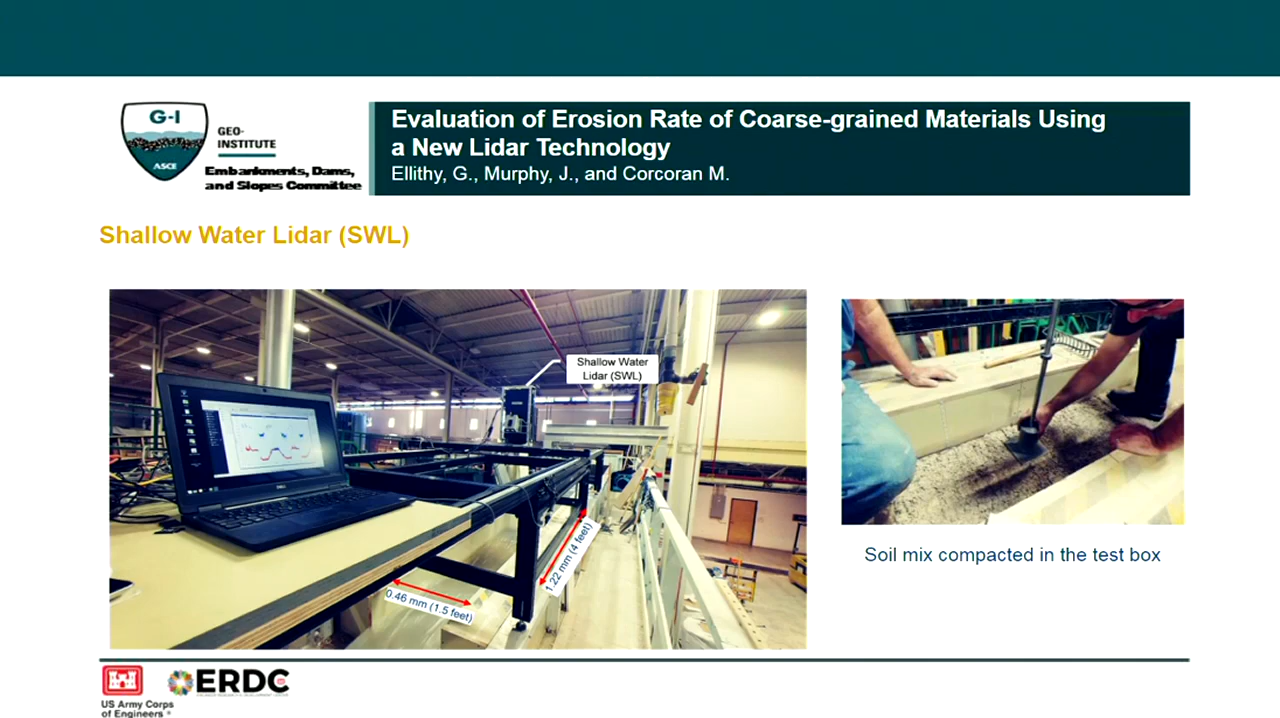 G-I
ASCE
GEO-
INSTITUTE
Embankments, Dams,
and Slopes Committee
Evaluation of Erosion Rate of Coarse-grained Materials Using
a New Lidar Technology
Ellithy, G., Murphy, J., and Corcoran M.
Shallow Water Lidar (SWL)
Shallow Water
Lidar (SWL)
1.22 mm (4 feet)
0.46 mm (1.5 feet)
Soil mix compacted in the test box
US Army Corps
of Engineers ®
ERDC